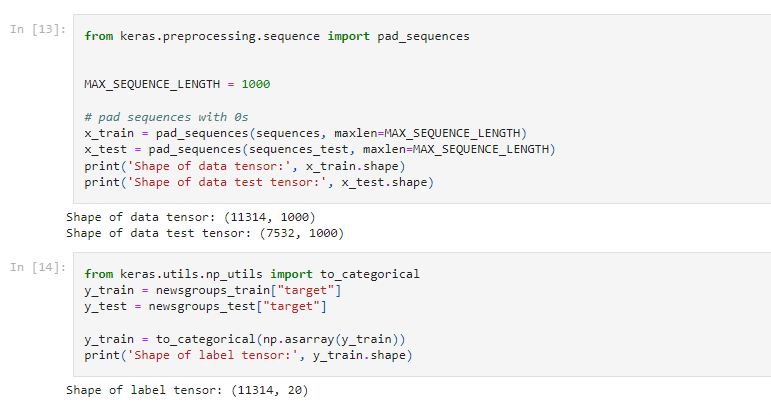 In [13]:
from keras.preprocessing.sequence import pad_sequences
MAX_SEQUENCE_LENGTH = 1000
# pad sequences with 0s
x_train = pad_sequences(sequences, maxlen=MAX_SEQUENCE_LENGTH)
x_test = pad_sequences(sequences_test, maxlen=MAX_SEQUENCE_LENGTH)
print('Shape of data tensor:', x_train.shape)
print('Shape of data test tensor:', x_test.shape)
Shape of data tensor: (11314, 1000)
Shape of data test tensor: (7532, 1000)
In [14]:
from keras.utils.np_utils import to_categorical
y_train = newsgroups_train["target"]
y_test = newsgroups_test["target"]
y_train = to_categorical(np.asarray(y_train))
print('Shape of label tensor:', y_train.shape)
Shape of label tensor: (11314, 20)